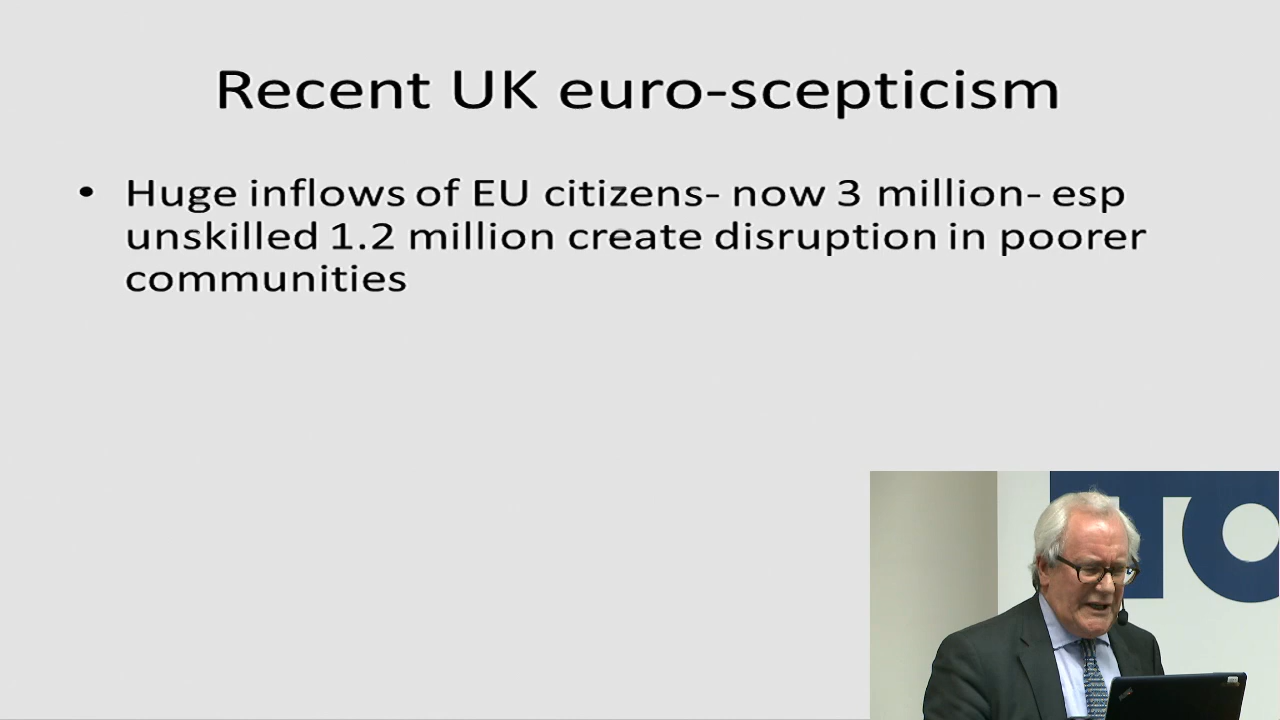 Recent UK euro-scepticism
• Huge inflows of EU citizens- now 3 million- esp
unskilled 1.2 million create disruption in poorer
communities
TO